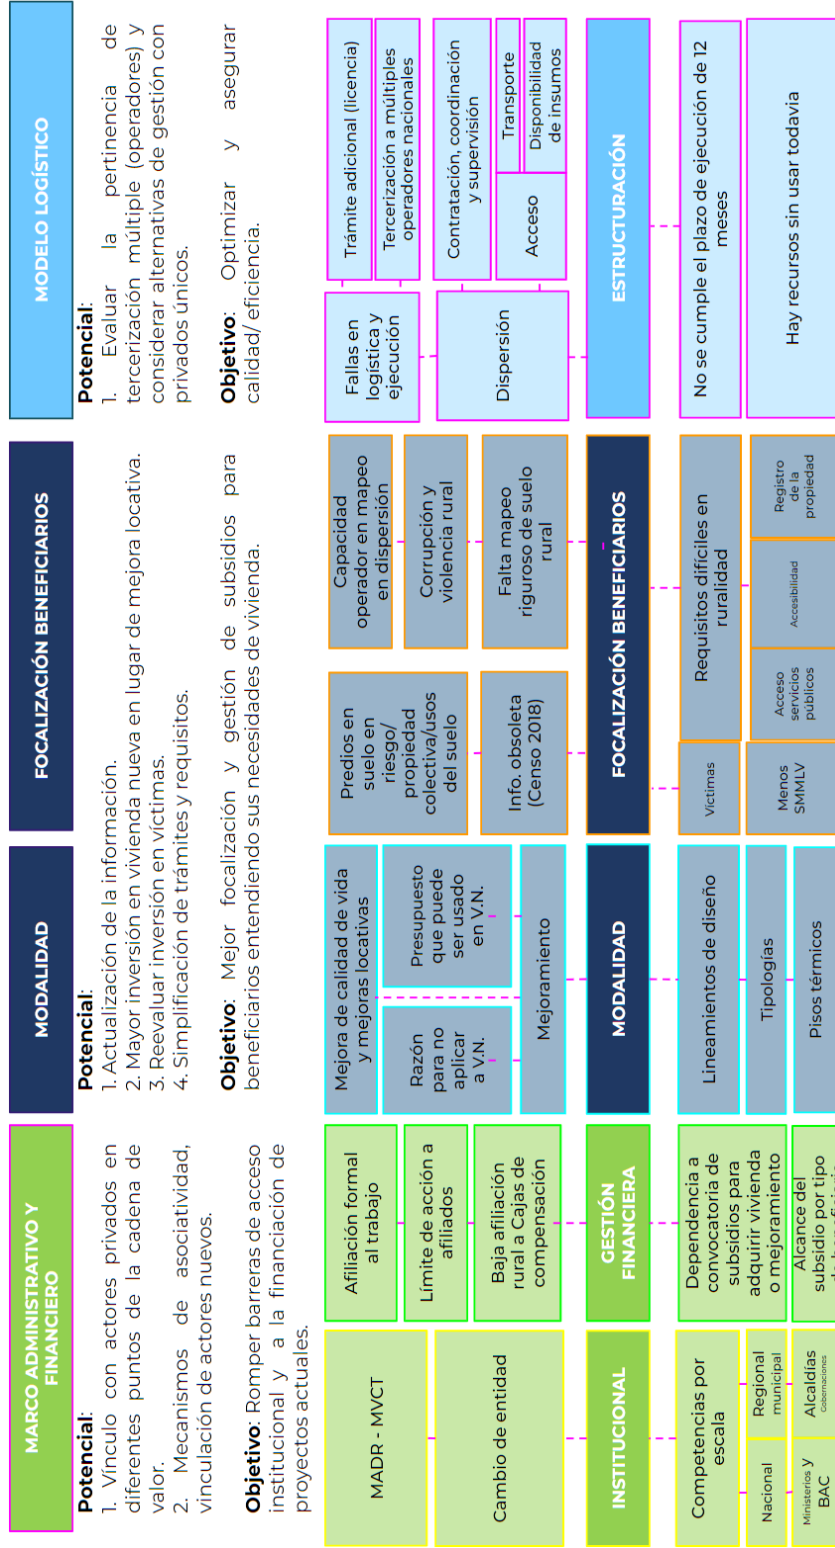 MARCO ADMINISTRATIVO Y
FINANCIERO
Potencial:
1. Vínculo con actores privados en
diferentes puntos de la cadena de
valor.
2. Mecanismos de asociatividad,
vinculación de actores nuevos.
Objetivo: Romper barreras de acceso
institucional y a la financiación de
proyectos actuales.
MODALIDAD
FOCALIZACIÓN BENEFICIARIOS
Potencial:
1. Actualización de la información.
2. Mayor inversión en vivienda nueva en lugar de mejora locativa.
3. Reevaluar inversión en víctimas.
4. Simplificación de trámites y requisitos.
Objetivo: Mejor focalización y gestión de subsidios para
beneficiarios entendiendo sus necesidades de vivienda.
MODELO LOGÍSTICO
Potencial:
1. Evaluar la pertinencia de
tercerización múltiple (operadores) y
considerar alternativas de gestión con
privados únicos.
Objetivo: Optimizar y asegurar
calidad/ eficiencia.
MADR - MVCT
Cambio de entidad
Afiliación formal
al trabajo
Límite de acción a
afiliados
Baja afiliación
rural a Cajas de
compensación
Mejora de calidad de vida
y mejoras locativas
Razón
para no
aplicar
a V.N.
Presupuesto
que puede
ser usado
en V.N.
Mejoramiento
Predios en
suelo en
riesgo/
propiedad
colectiva/usos
del suelo
Info. obsoleta
(Censo 2018)
Capacidad
operador en mapeo
en dispersión
Corrupción y
violencia rural
Falta mapeo
riguroso de suelo
rural
Fallas en
logística y
ejecución
Trámite adicional (licencia)
Tercerización a múltiples
operadores nacionales
Dispersión
Contratación, coordinación
y supervisión
Acceso
Transporte
Disponibilidad
de insumos
INSTITUCIONAL
GESTIÓN
FINANCIERA
MODALIDAD
FOCALIZACIÓN BENEFICIARIOS
ESTRUCTURACIÓN
Competencias por
escala
Nacional
Regional
municipal
Ministerios y
BAC
Alcaldías
Gobernaciones
Dependencia a
convocatoria de
subsidios para
adquirir vivienda
o mejoramiento
Alcance del
subsidio por tipo
Lineamientos de diseño
Tipologías
Pisos térmicos
Víctimas
Menos
SMMLV
Requisitos difíciles en
ruralidad
Acceso
servicios
públicos
Accesibilidad
Registro
de la
propiedad
No se cumple el plazo de ejecución de 12
meses
Hay recursos sin usar todavia